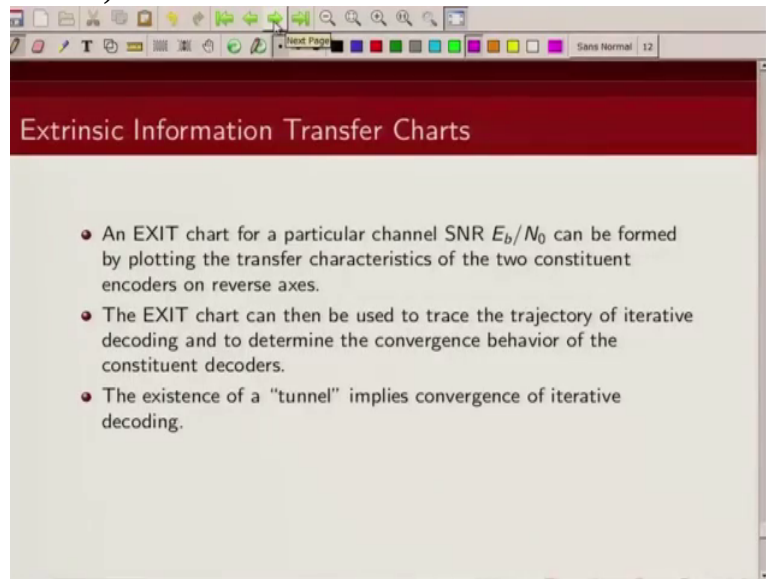 Next Page
Sans Normal 12
Extrinsic Information Transfer Charts
An EXIT chart for a particular channel SNR E_b/N_0 can be formed
by plotting the transfer characteristics of the two constituent
encoders on reverse axes.
The EXIT chart can then be used to trace the trajectory of iterative
decoding and to determine the convergence behavior of the
constituent decoders.
The existence of a “tunnel” implies convergence of iterative
decoding.